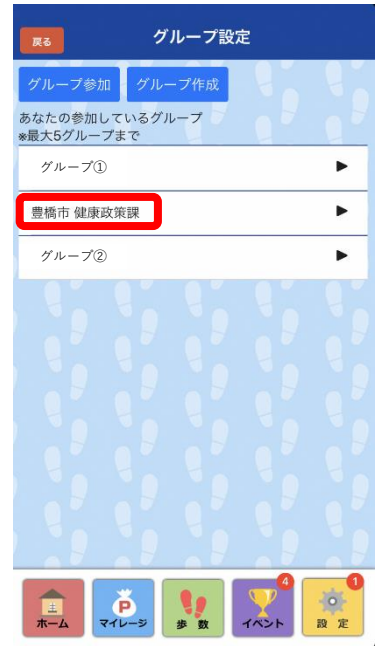 戻る
グループ設定
グループ参加 グループ作成
あなたの参加しているグループ
※最大5グループまで
グループ①
豊橋市 健康政策課
グループ②
4
1
P
ホーム マイレージ 歩 数 イベント 設 定